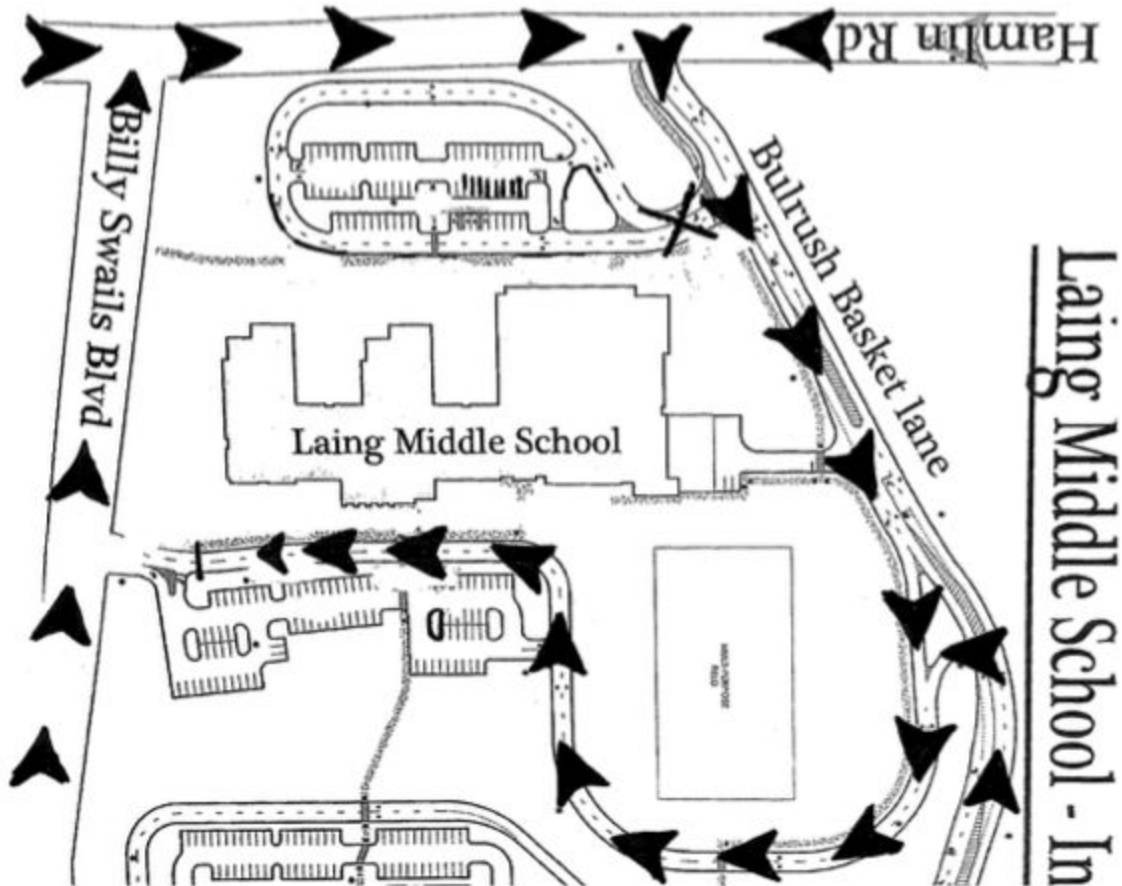 Hamlin Rd
Billy Swails Blvd
Bulrush Basket lane
Laing Middle School
Laing Middle School - In